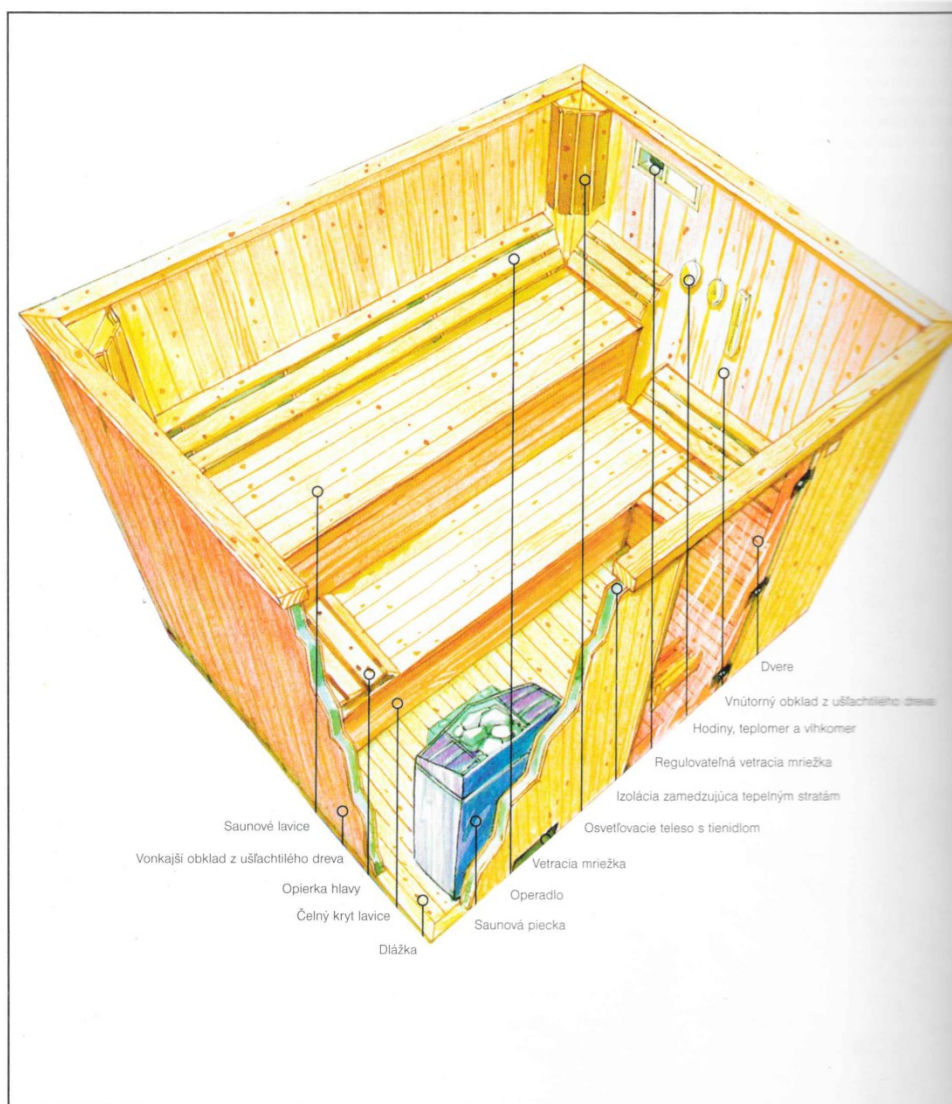 Dvere
Vnútorný obklad z ušľachtilého dreva
Hodiny, teplomer a vlhkomer
Regulovateľná vetracia mriežka
Izolácia zamedzujúca tepelným stratám
Osvetľovacie teleso s tienidlom
Vetracia mriežka
Operadlo
Saunová piecka
Saunové lavice
Vonkajší obklad z ušľachtilého dreva
Opierka hlavy
Čelný kryt lavice
Dlážka